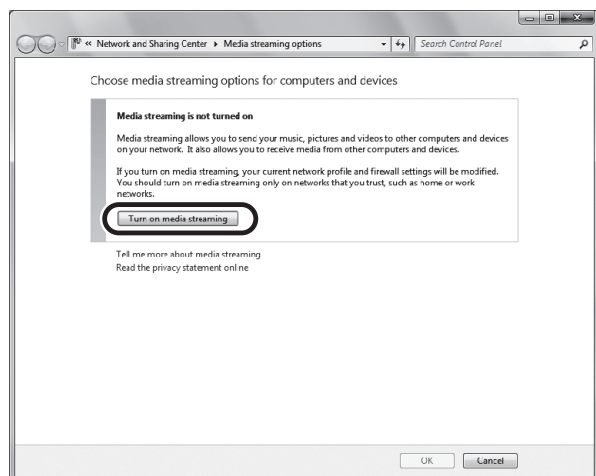 « Network and Sharing Center ▸ Media streaming options
Search Control Panel
Choose media streaming options for computers and devices
Media streaming is not turned on
Media streaming allows you to send your music, pictures and videos to other computers and devices
on your network. It also allows you to receive media from other computers and devices.
If you turn on media streaming, your current network profile and firewall settings will be modified.
You should turn on media streaming only on networks that you trust, such as home or work
networks.
Turn on media streaming
Tell me more about media streaming
Read the privacy statement online
OK
Cancel